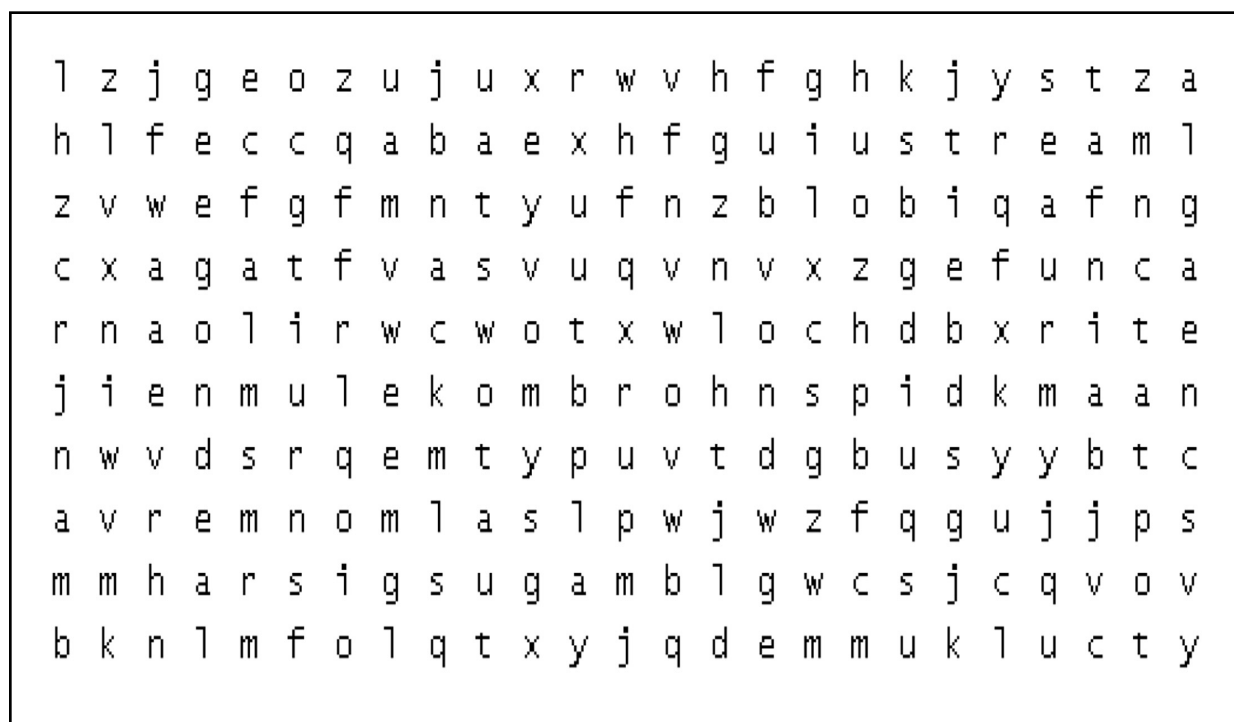 l z j g e o z u j u x r w v h f g h k j y s t z a
h l f e c c q a b a e x h f g u i u s t r e a m l
z v w e f g f m n t y u f n z b l o b i q a f n g
c x a g a t f v a s v u q v n v x z g e f u n c a
r n a o l i r w c w o t x w l o c h d b x r i t e
j i e n m u l e k o m b r o h n s p i d k m a a n
n w v d s r q e m t y p u v t d g b u s y y b t c
a v r e m n o m l a s l p w j w z f q g u j j p s
m m h a r s i g s u g a m b l g w c s j c q v o v
b k n l m f o l q t x y j q d e m m u k l u c t y